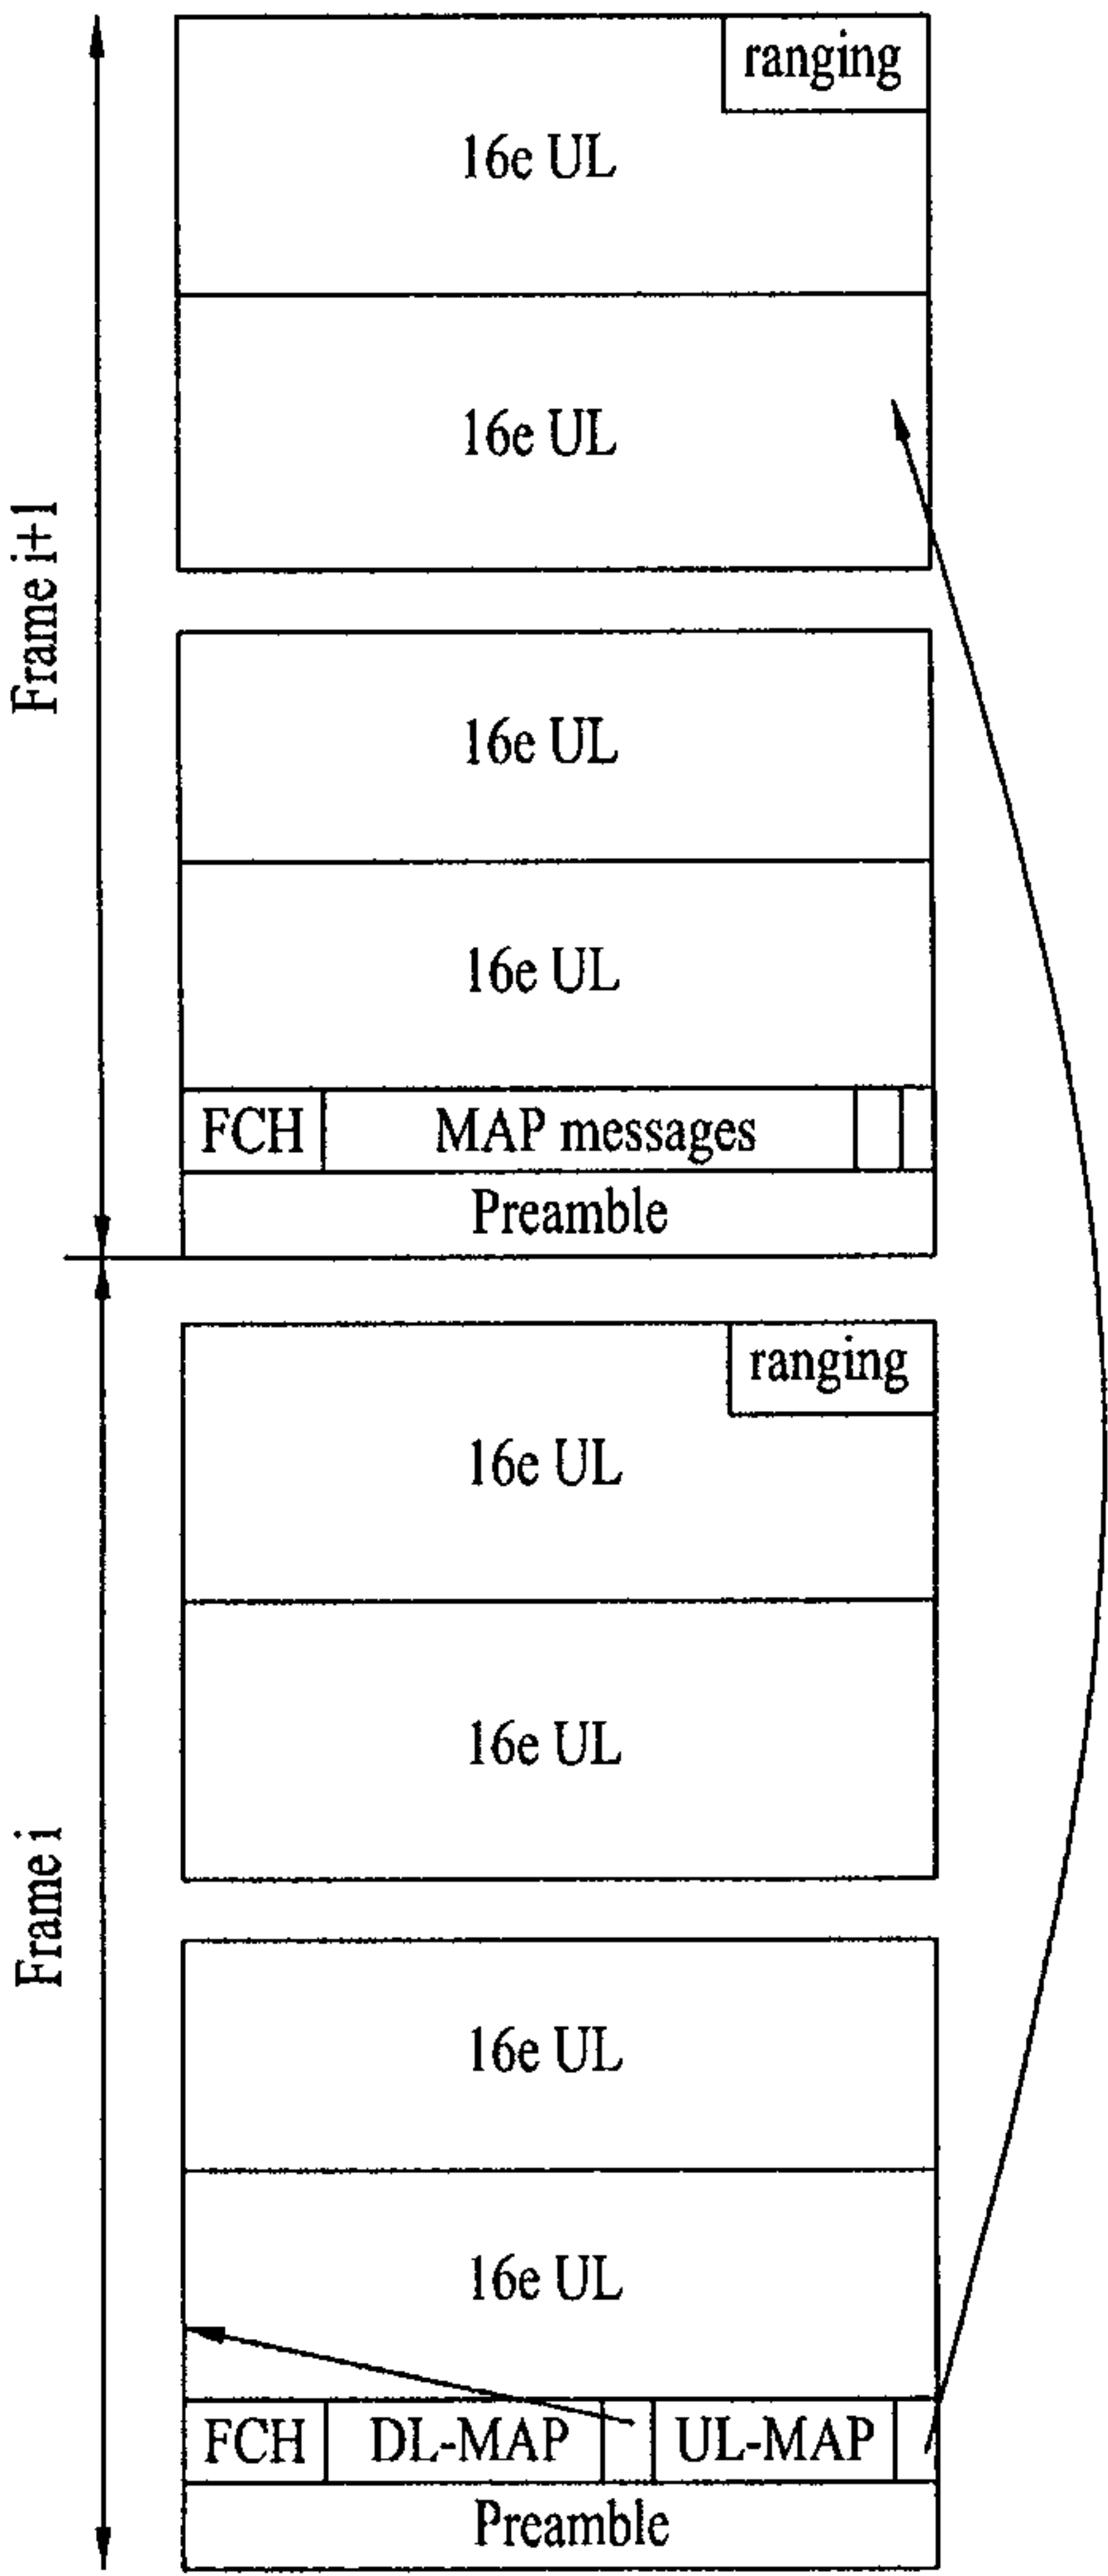 ranging
16e UL
16e UL
Frame i+1
16e UL
16e UL
FCH MAP messages
Preamble
ranging
16e UL
16e UL
Frame i
16e UL
16e UL
FCH DL-MAP UL-MAP
Preamble